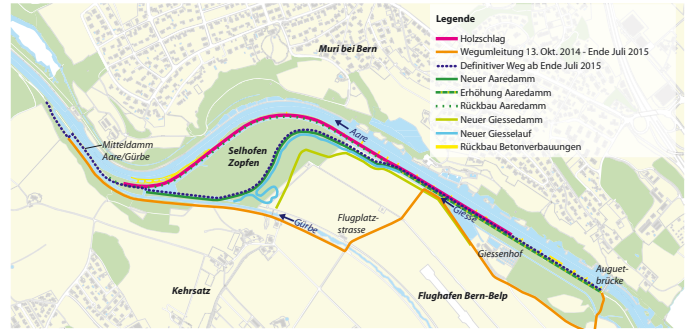 Legende
Holzschlag
Wegumleitung 13. Okt. 2014 - Ende Juli 2015
Definitiver Weg ab Ende Juli 2015
Neuer Aaredamm
Erhöhung Aaredamm
Rückbau Aaredamm
Neuer Giessedamm
Neuer Giesselauf
Rückbau Betonverbauungen
Muri bei Bern
Aare
Mitteldamm
Aare/Gürbe
Selhofen
Zopfen
Giesse
Flugplatz-
strasse
Gürbe
Giessenhof
Auguet-
brücke
Kehrsatz
Flughafen Bern-Belp